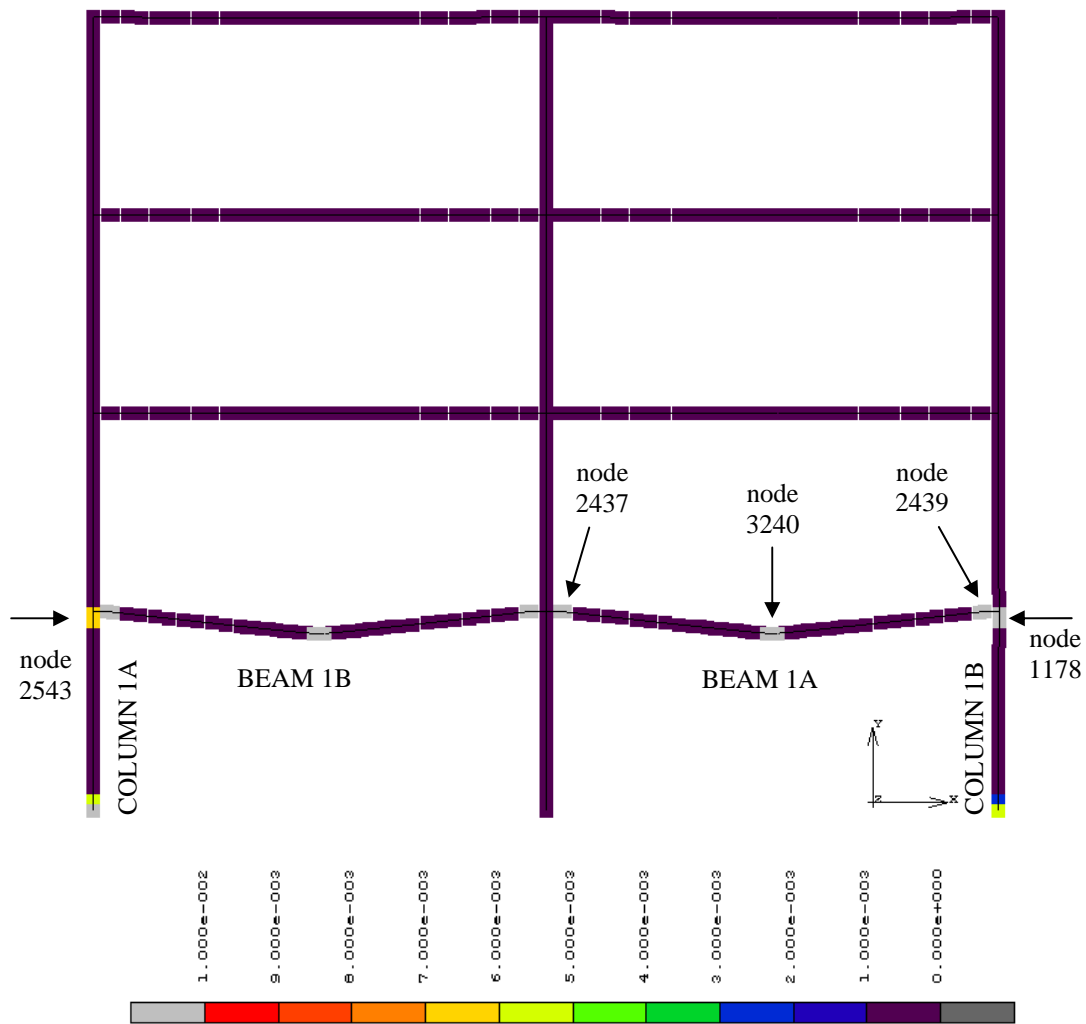 node
2437
node
3240
node
2439
node
2543
COLUMN 1A
BEAM 1B
BEAM 1A
COLUMN 1B
node
1178
Y
Z
X
1.000e-002
9.000e-003
8.000e-003
7.000e-003
6.000e-003
5.000e-003
4.000e-003
3.000e-003
2.000e-003
1.000e-003
0.000e+000